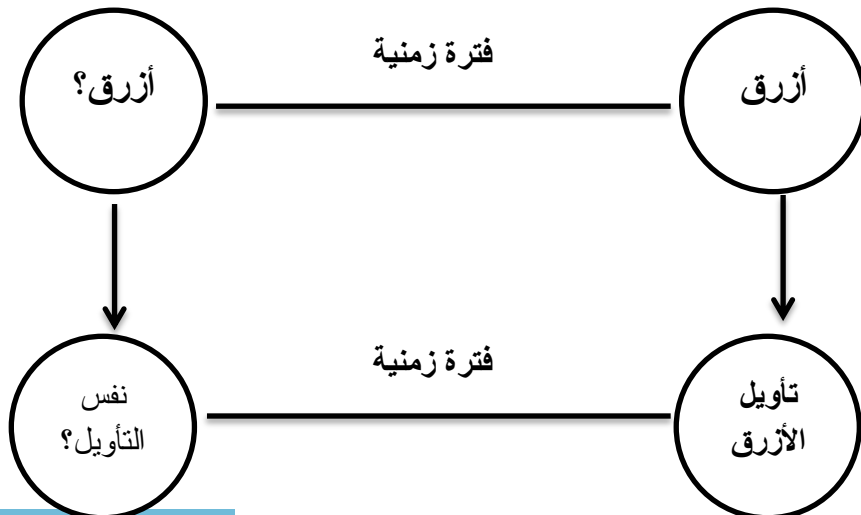 أزرق
فترة زمنية
أزرق؟
تأويل
الأزرق
فترة زمنية
نفس
التأويل؟